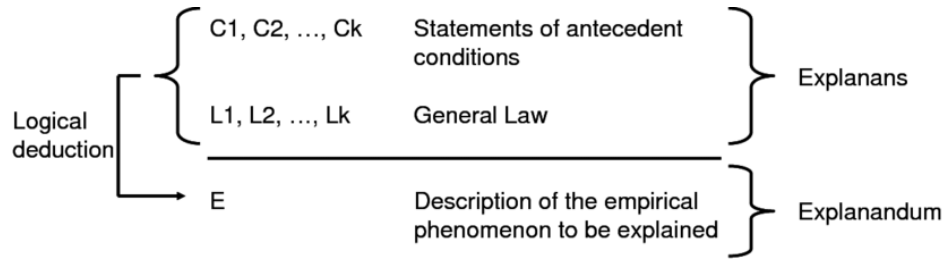 C1, C2, ..., Ck Statements of antecedent
conditions
Explanans
L1, L2, ..., Lk General Law
Logical
deduction
E Description of the empirical
phenomenon to be explained
Explanandum